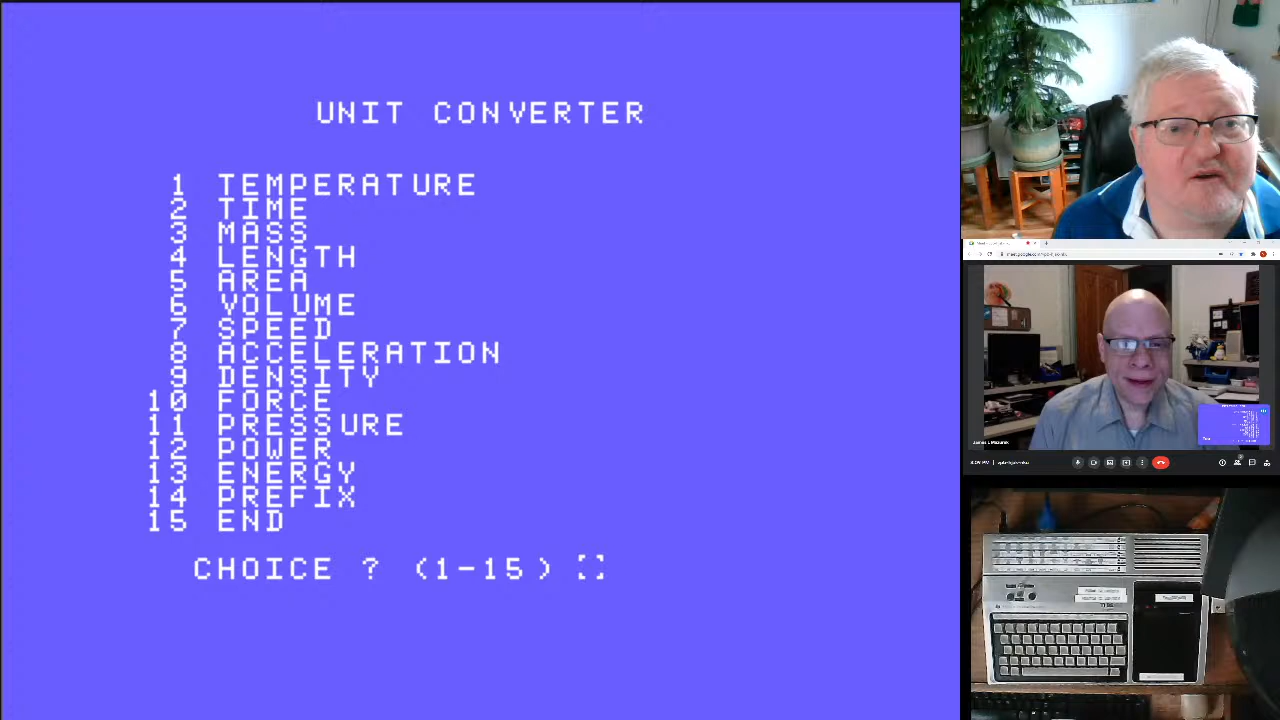 UNIT CONVERTER
1 TEMPERATURE
2 TIME
3 MASS
4 LENGTH
5 AREA
6 VOLUME
7 SPEED
8 ACCELERATION
9 DENSITY
10 FORCE
11 PRESSURE
12 POWER
13 ENERGY
14 PREFIX
15 END
CHOICE ? (1-15) [ ]